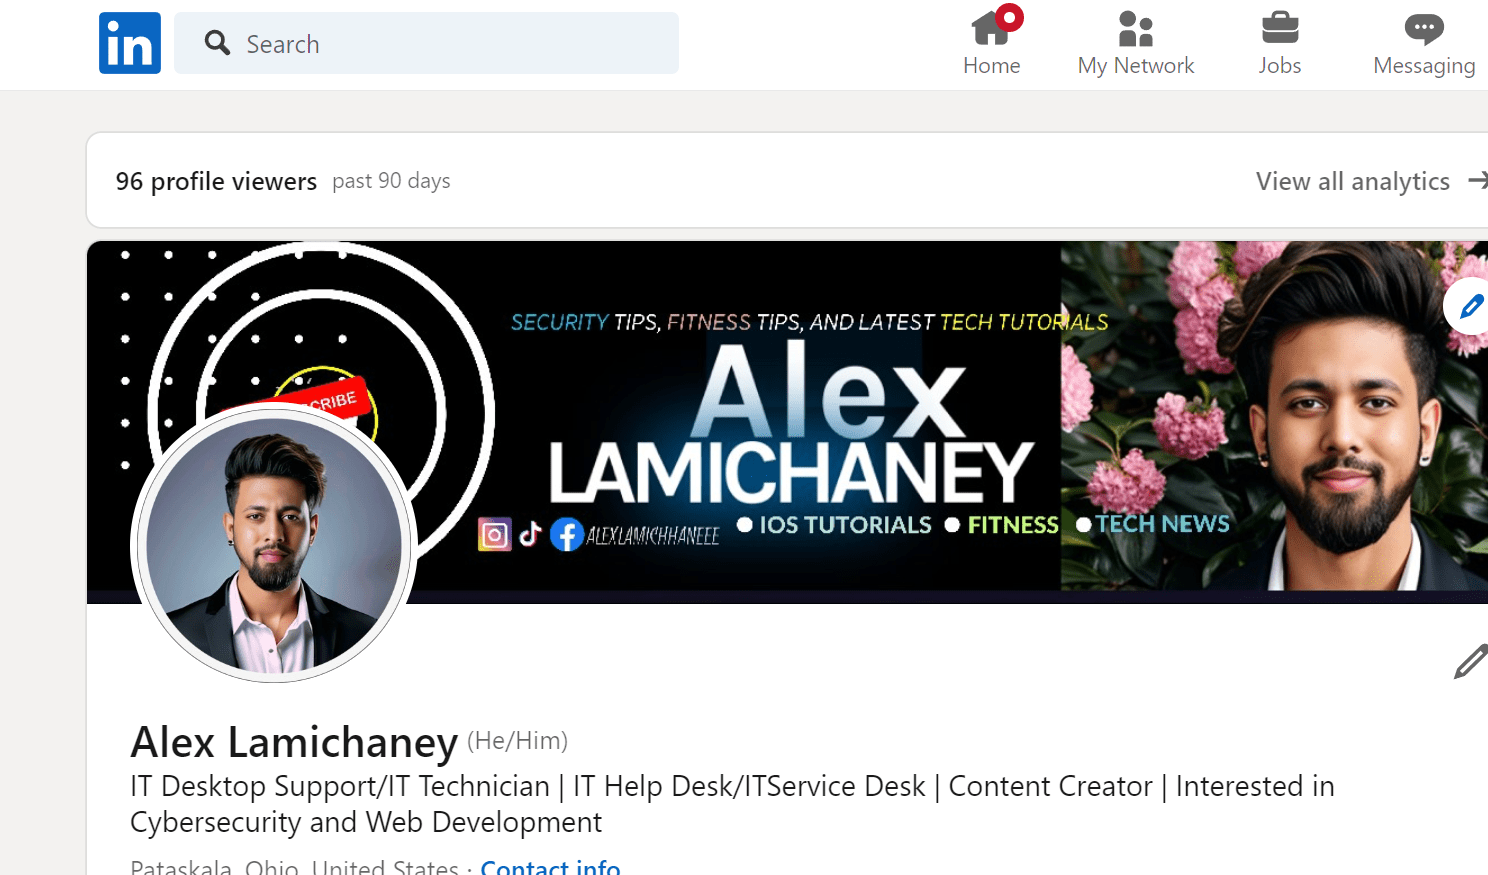 in
Search
Home
My Network
Jobs
Messaging
96 profile viewers past 90 days
View all analytics
SECURITY TIPS, FITNESS TIPS, AND LATEST TECH TUTORIALS
Alex
LAMICHANEY
ALEXLAMICHHANEEE
IOS TUTORIALS
FITNESS
TECH NEWS
Alex Lamichaney (He/Him)
IT Desktop Support/IT Technician | IT Help Desk/ITService Desk | Content Creator | Interested in
Cybersecurity and Web Development
Pataskala, Ohio, United States · Contact info